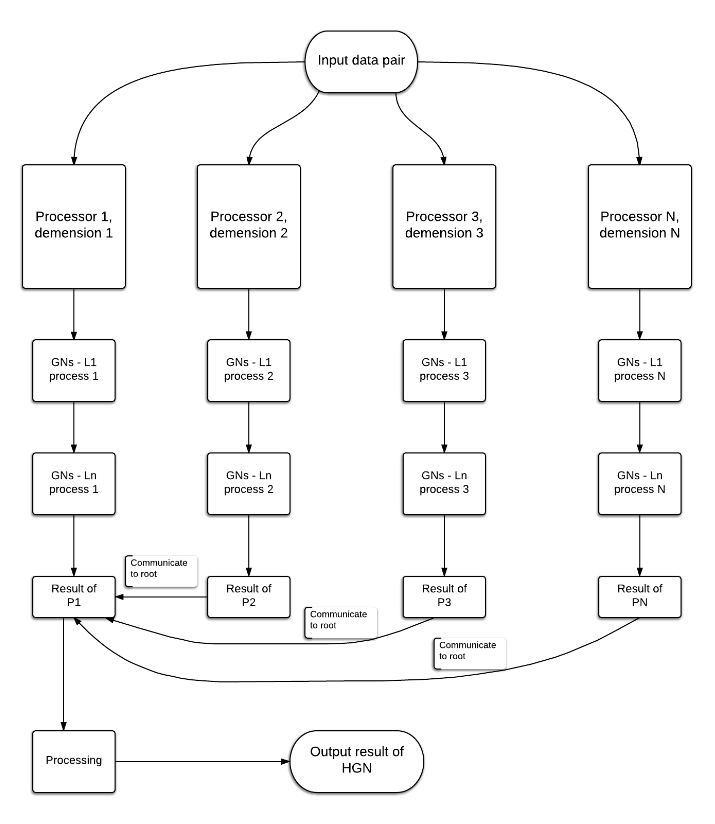 Input data pair
Processor 1,
demension 1
Processor 2,
demension 2
Processor 3,
demension 3
Processor N,
demension N
GNs - L1
process 1
GNs - L1
process 2
GNs - L1
process 3
GNs - L1
process N
GNs - Ln
process 1
GNs - Ln
process 2
GNs - Ln
process 3
GNs - Ln
process N
Communicate
to root
Result of
P1
Result of
P2
Result of
P3
Result of
PN
Communicate
to root
Communicate
to root
Processing
Output result of
HGN